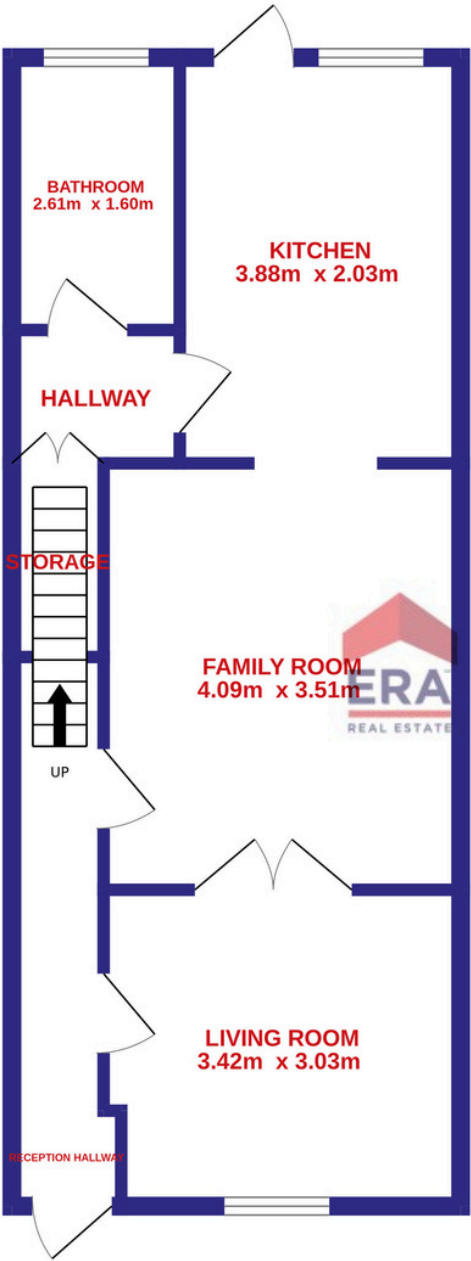 BATHROOM
2.61m x 1.60m
KITCHEN
3.88m x 2.03m
HALLWAY
STORAGE
FAMILY ROOM
4.09m x 3.51m
ERA
REAL ESTATE
UP
LIVING ROOM
3.42m x 3.03m
RECEPTION HALLWAY